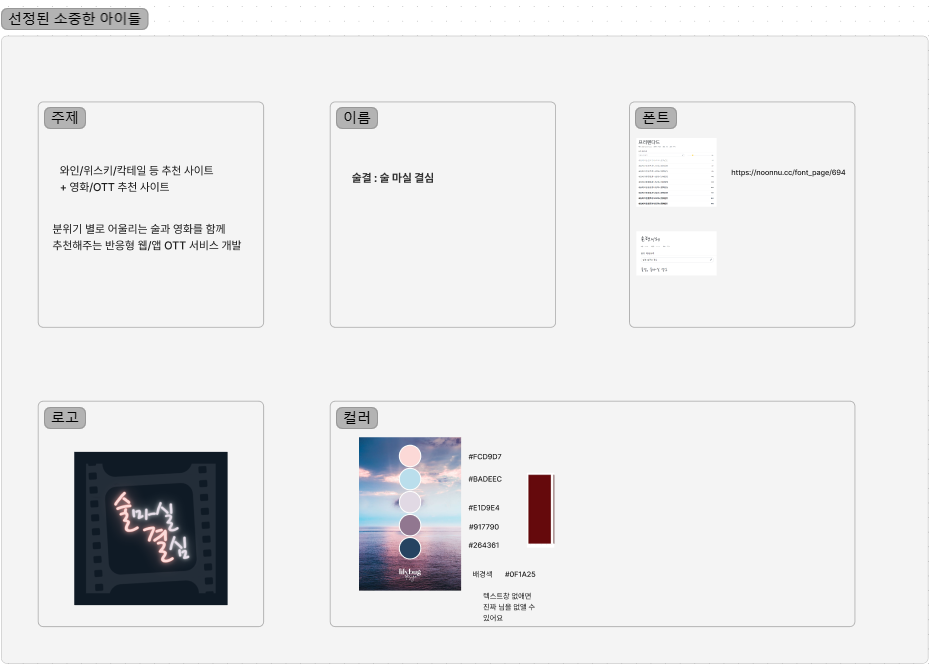 선정된 소중한 아이들
주제
와인/위스키/칵테일 등 추천 사이트
+ 영화/OTT 추천 사이트
분위기 별로 어울리는 술과 영화를 함께
추천해주는 반응형 웹/앱 OTT 서비스 개발
이름
술결 : 술 마실 결심
폰트
프리텐다드
https://noonnu.cc/font_page/694
로고
술마실
결심
컬러
#FCD9D7
#BADEEC
#E1D9E4
#917790
#264361
배경색 #0F1A25
텍스트창 없애면
진짜 님을 없앨 수
있어요